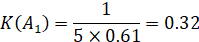 K(A₁) = 1 / (5 × 0.61) = 0.32